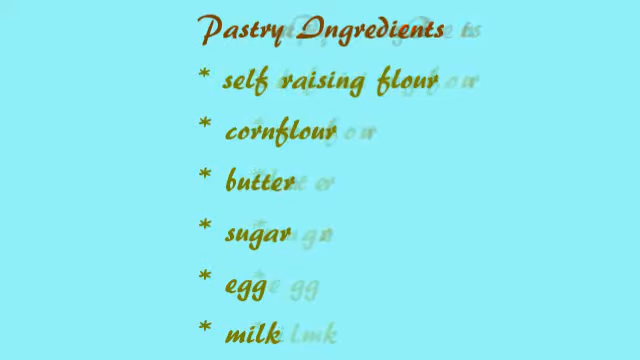 Pastry Ingredients
* self raising flour
* cornflour
* butter
* sugar
* egg
* milk